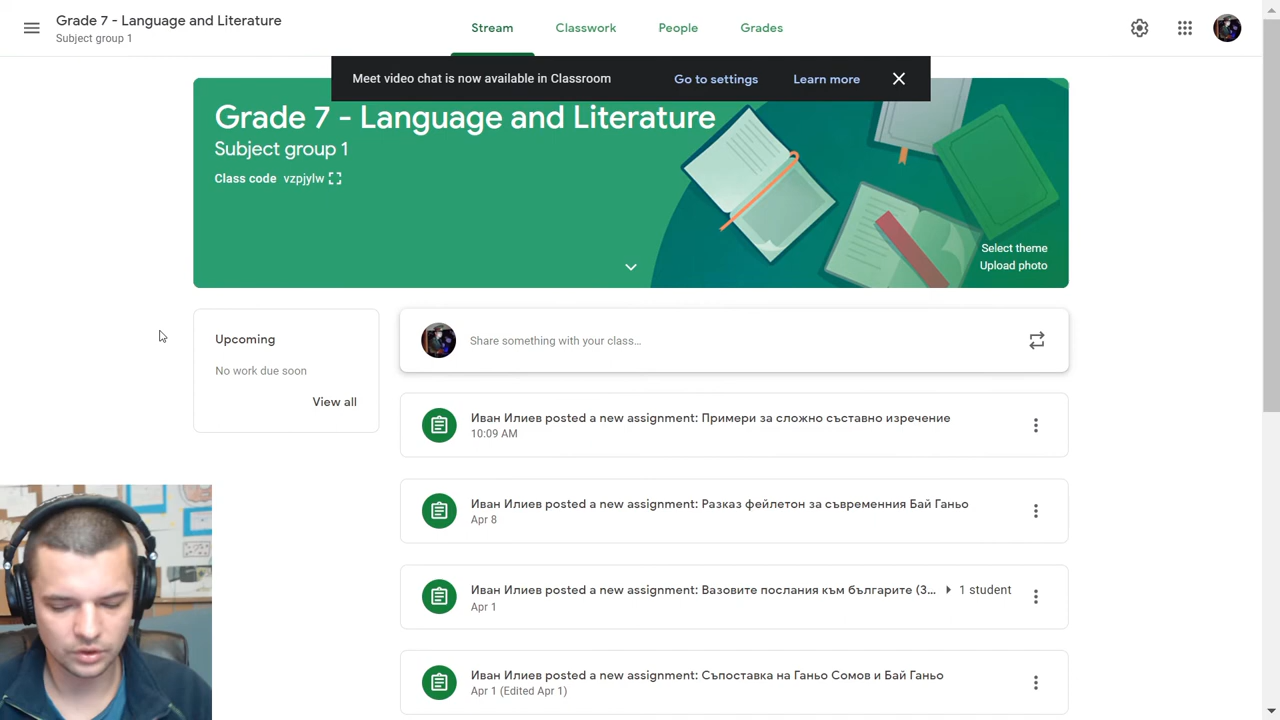 Grade 7 - Language and Literature
Subject group 1
Stream
Classwork
People
Grades
Meet video chat is now available in Classroom
Go to settings
Learn more
Grade 7 - Language and Literature
Subject group 1
Class code vzpjylw
Select theme
Upload photo
Upcoming
No work due soon
View all
Share something with your class...
Иван Илиев posted a new assignment: Примери за сложно съставно изречение
10:09 AM
Иван Илиев posted a new assignment: Разказ фейлетон за съвременния Бай Ганьо
Apr 8
Иван Илиев posted a new assignment: Вазовите послания към българите (З... 1 student
Apr 1
Иван Илиев posted a new assignment: Съпоставка на Ганьо Сомов и Бай Ганьо
Apr 1 (Edited Apr 1)